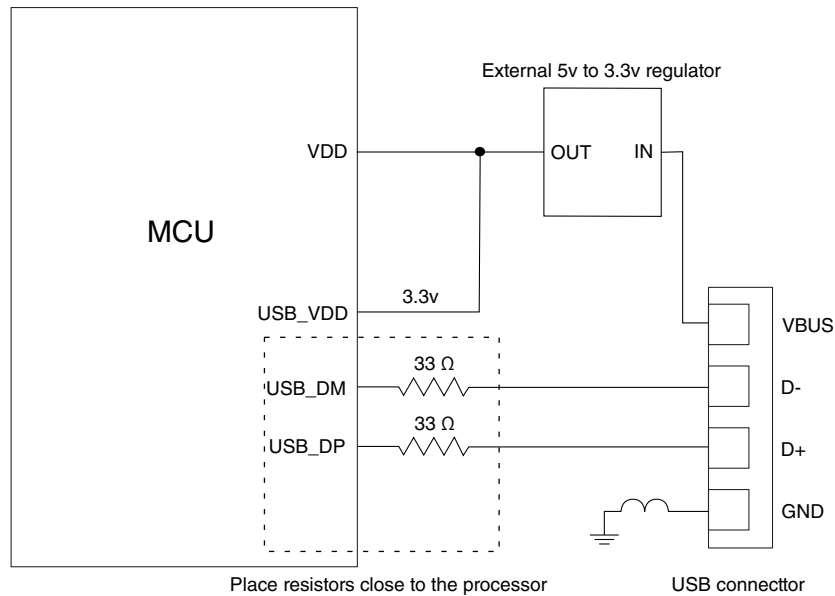 External 5v to 3.3v regulator
VDD
OUT
IN
MCU
USB_VDD
3.3v
VBUS
33 Ω
USB_DM
D-
33 Ω
USB_DP
D+
GND
Place resistors close to the processor
USB connecttor